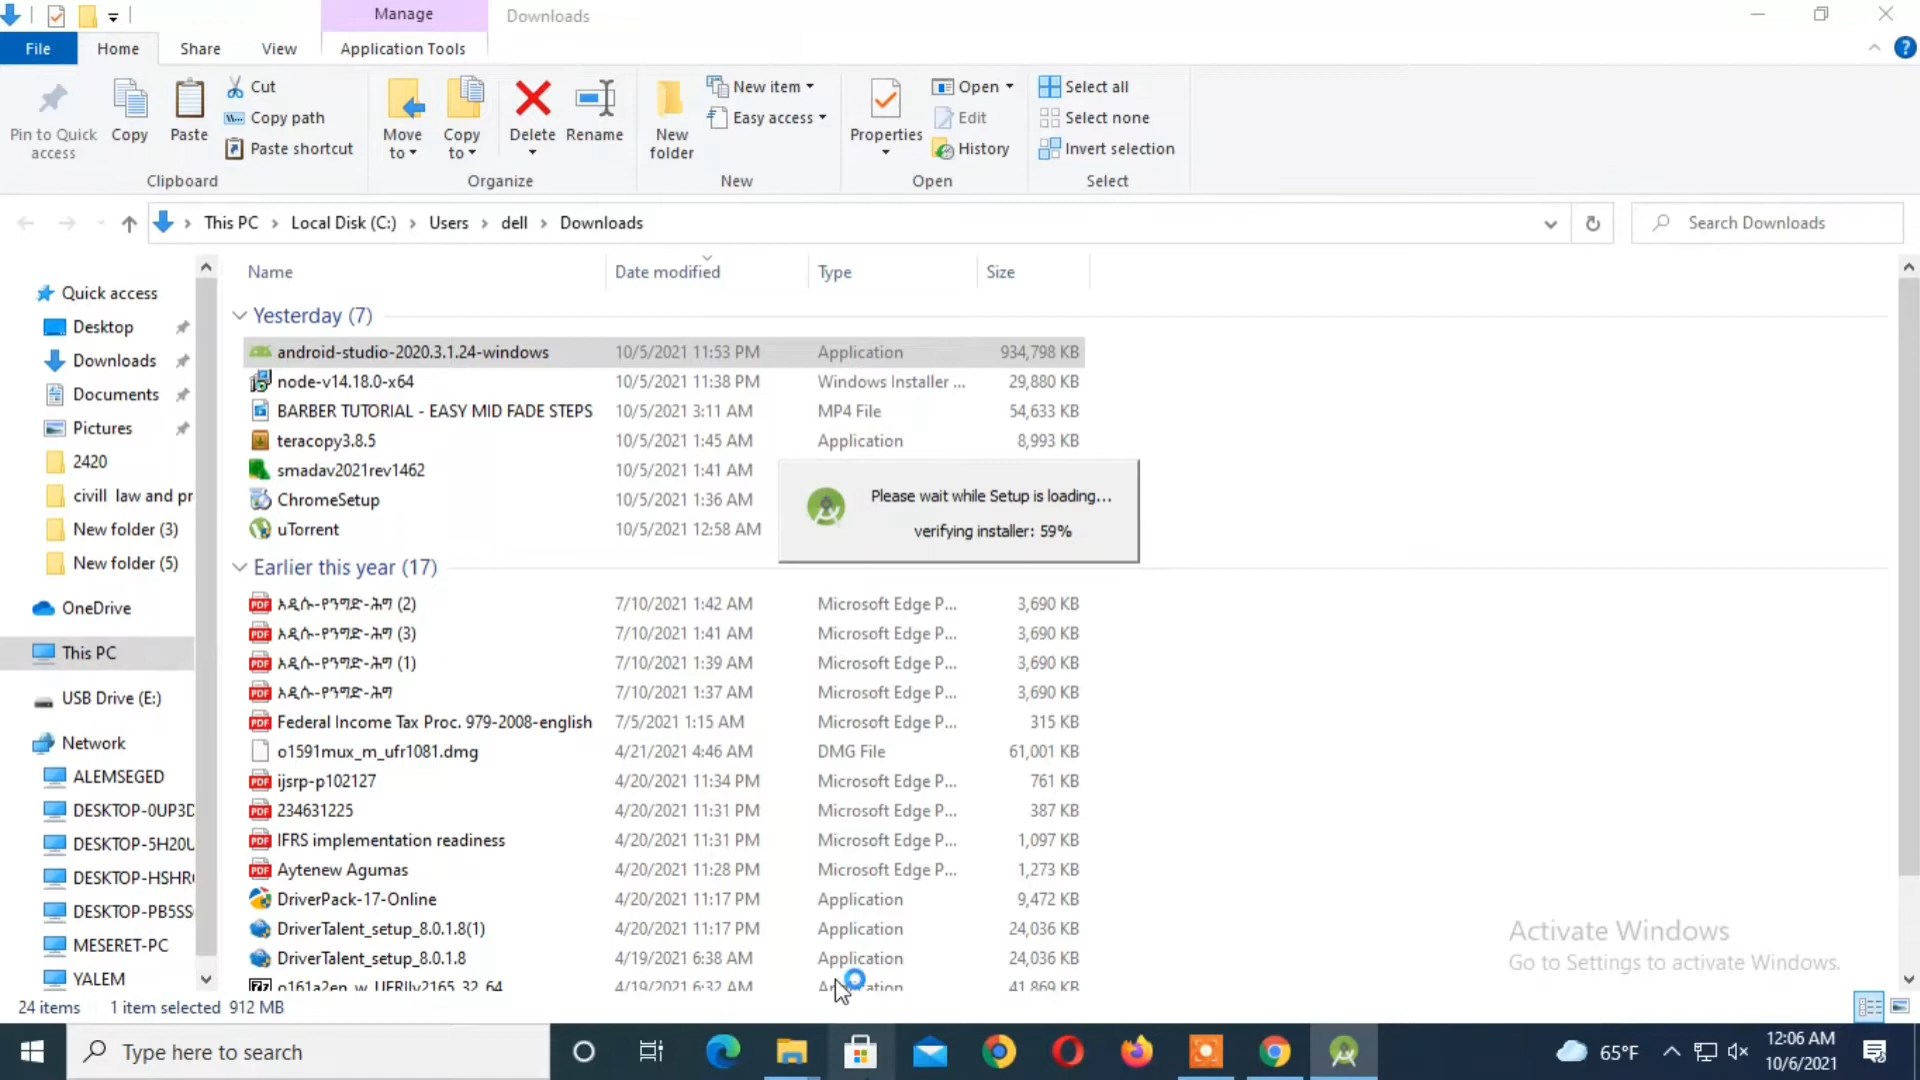 Manage
Downloads
File
Home
Share
View
Application Tools
Pin to Quick access
Copy
Paste
Cut
Copy path
Paste shortcut
Move to
Copy to
Delete
Rename
New folder
New item
Easy access
Properties
Open
Edit
History
Select all
Select none
Invert selection
Clipboard
Organize
New
Open
Select
This PC > Local Disk (C:) > Users > dell > Downloads
Search Downloads
Name
Date modified
Type
Size
Quick access
Desktop
Downloads
Documents
Pictures
2420
civill law and pr
New folder (3)
New folder (5)
OneDrive
This PC
USB Drive (E:)
Network
ALEMSEGED
DESKTOP-0UP3D
DESKTOP-5H20U
DESKTOP-HSHR
DESKTOP-PB5SS
MESERET-PC
YALEM
Yesterday (7)
android-studio-2020.3.1.24-windows 10/5/2021 11:53 PM Application 934,798 KB
node-v14.18.0-x64 10/5/2021 11:38 PM Windows Installer ... 29,880 KB
BARBER TUTORIAL - EASY MID FADE STEPS 10/5/2021 3:11 AM MP4 File 54,633 KB
teracopy3.8.5 10/5/2021 1:45 AM Application 8,993 KB
smadav2021rev1462 10/5/2021 1:41 AM
ChromeSetup 10/5/2021 1:36 AM
uTorrent 10/5/2021 12:58 AM
Please wait while Setup is loading...
verifying installer: 59%
Earlier this year (17)
አዲሱ-የንግድ-ሕግ (2) 7/10/2021 1:42 AM Microsoft Edge P... 3,690 KB
አዲሱ-የንግድ-ሕግ (3) 7/10/2021 1:41 AM Microsoft Edge P... 3,690 KB
አዲሱ-የንግድ-ሕግ (1) 7/10/2021 1:39 AM Microsoft Edge P... 3,690 KB
አዲሱ-የንግድ-ሕግ 7/10/2021 1:37 AM Microsoft Edge P... 3,690 KB
Federal Income Tax Proc. 979-2008-english 7/5/2021 1:15 AM Microsoft Edge P... 315 KB
o1591mux_m_ufr1081.dmg 4/21/2021 4:46 AM DMG File 61,001 KB
ijsrp-p102127 4/20/2021 11:34 PM Microsoft Edge P... 761 KB
234631225 4/20/2021 11:31 PM Microsoft Edge P... 387 KB
IFRS implementation readiness 4/20/2021 11:31 PM Microsoft Edge P... 1,097 KB
Aytenew Agumas 4/20/2021 11:28 PM Microsoft Edge P... 1,273 KB
DriverPack-17-Online 4/20/2021 11:17 PM Application 9,472 KB
DriverTalent_setup_8.0.1.8(1) 4/20/2021 11:17 PM Application 24,036 KB
DriverTalent_setup_8.0.1.8 4/19/2021 6:38 AM Application 24,036 KB
4/19/2021 6:32 AM 41,869 KB
Activate Windows
Go to Settings to activate Windows.
24 items 1 item selected 912 MB
Type here to search
65°F
12:06 AM
10/6/2021